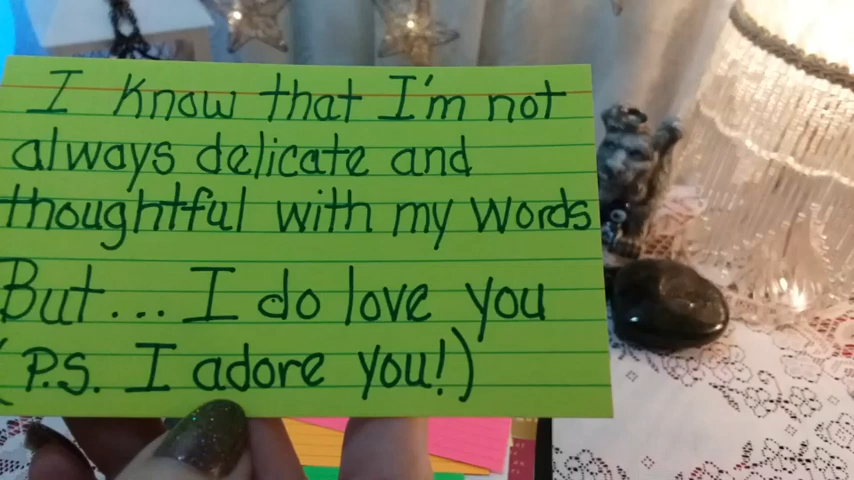 I know that I'm not
always delicate and
thoughtful with my words
But... I do love you
(P.S. I adore you!)